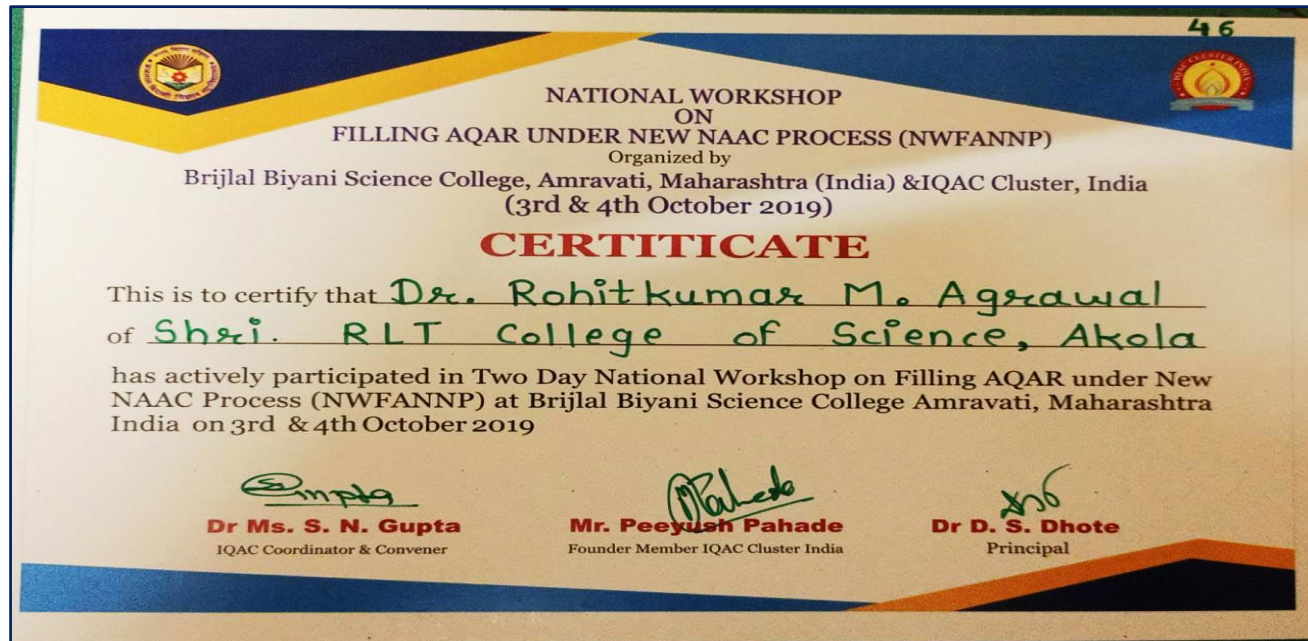 46
IQAC CLUSTER INDIA
NATIONAL WORKSHOP
ON
FILLING AQAR UNDER NEW NAAC PROCESS (NWFANNP)
Organized by
Brijlal Biyani Science College, Amravati, Maharashtra (India) &IQAC Cluster, India
(3rd & 4th October 2019)
CERTITICATE
This is to certify that Dr. Rohitkumar M. Agrawal
of Shri. RLT College of Science, Akola
has actively participated in Two Day National Workshop on Filling AQAR under New
NAAC Process (NWFANNP) at Brijlal Biyani Science College Amravati, Maharashtra
India on 3rd & 4th October 2019
Dr Ms. S. N. Gupta Mr. Peeyush Pahade Dr D. S. Dhote
IQAC Coordinator & Convener Founder Member IQAC Cluster India Principal